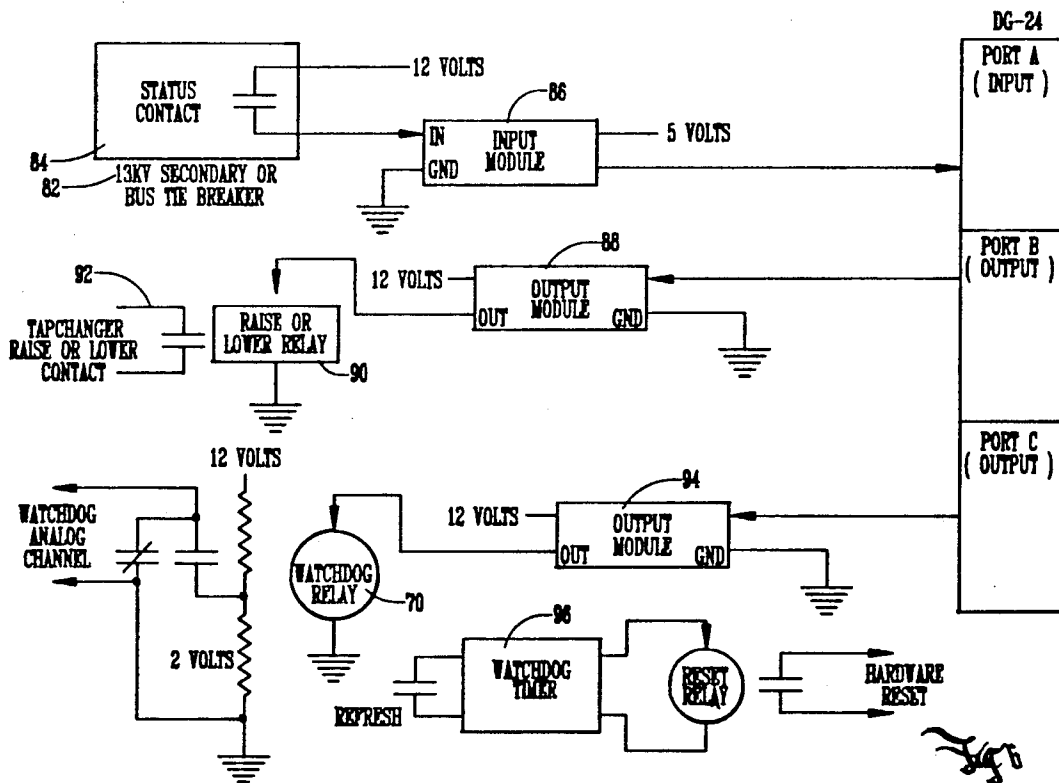 DG-24
PORT A
( INPUT )
STATUS
CONTACT
12 VOLTS
86
IN
GND
INPUT
MODULE
5 VOLTS
84
82
13KV SECONDARY OR
BUS TIE BREAKER
PORT B
( OUTPUT )
88
12 VOLTS
OUTPUT
MODULE
OUT
GND
92
RAISE OR
LOWER RELAY
TAPCHANGER
RAISE OR LOWER
CONTACT
90
PORT C
( OUTPUT )
12 VOLTS
94
12 VOLTS
OUTPUT
MODULE
OUT
GND
WATCHDOG
ANALOG
CHANNEL
WATCHDOG
RELAY
70
2 VOLTS
96
WATCHDOG
TIMER
REFRESH
RESET
RELAY
HARDWARE
RESET
Fig 6